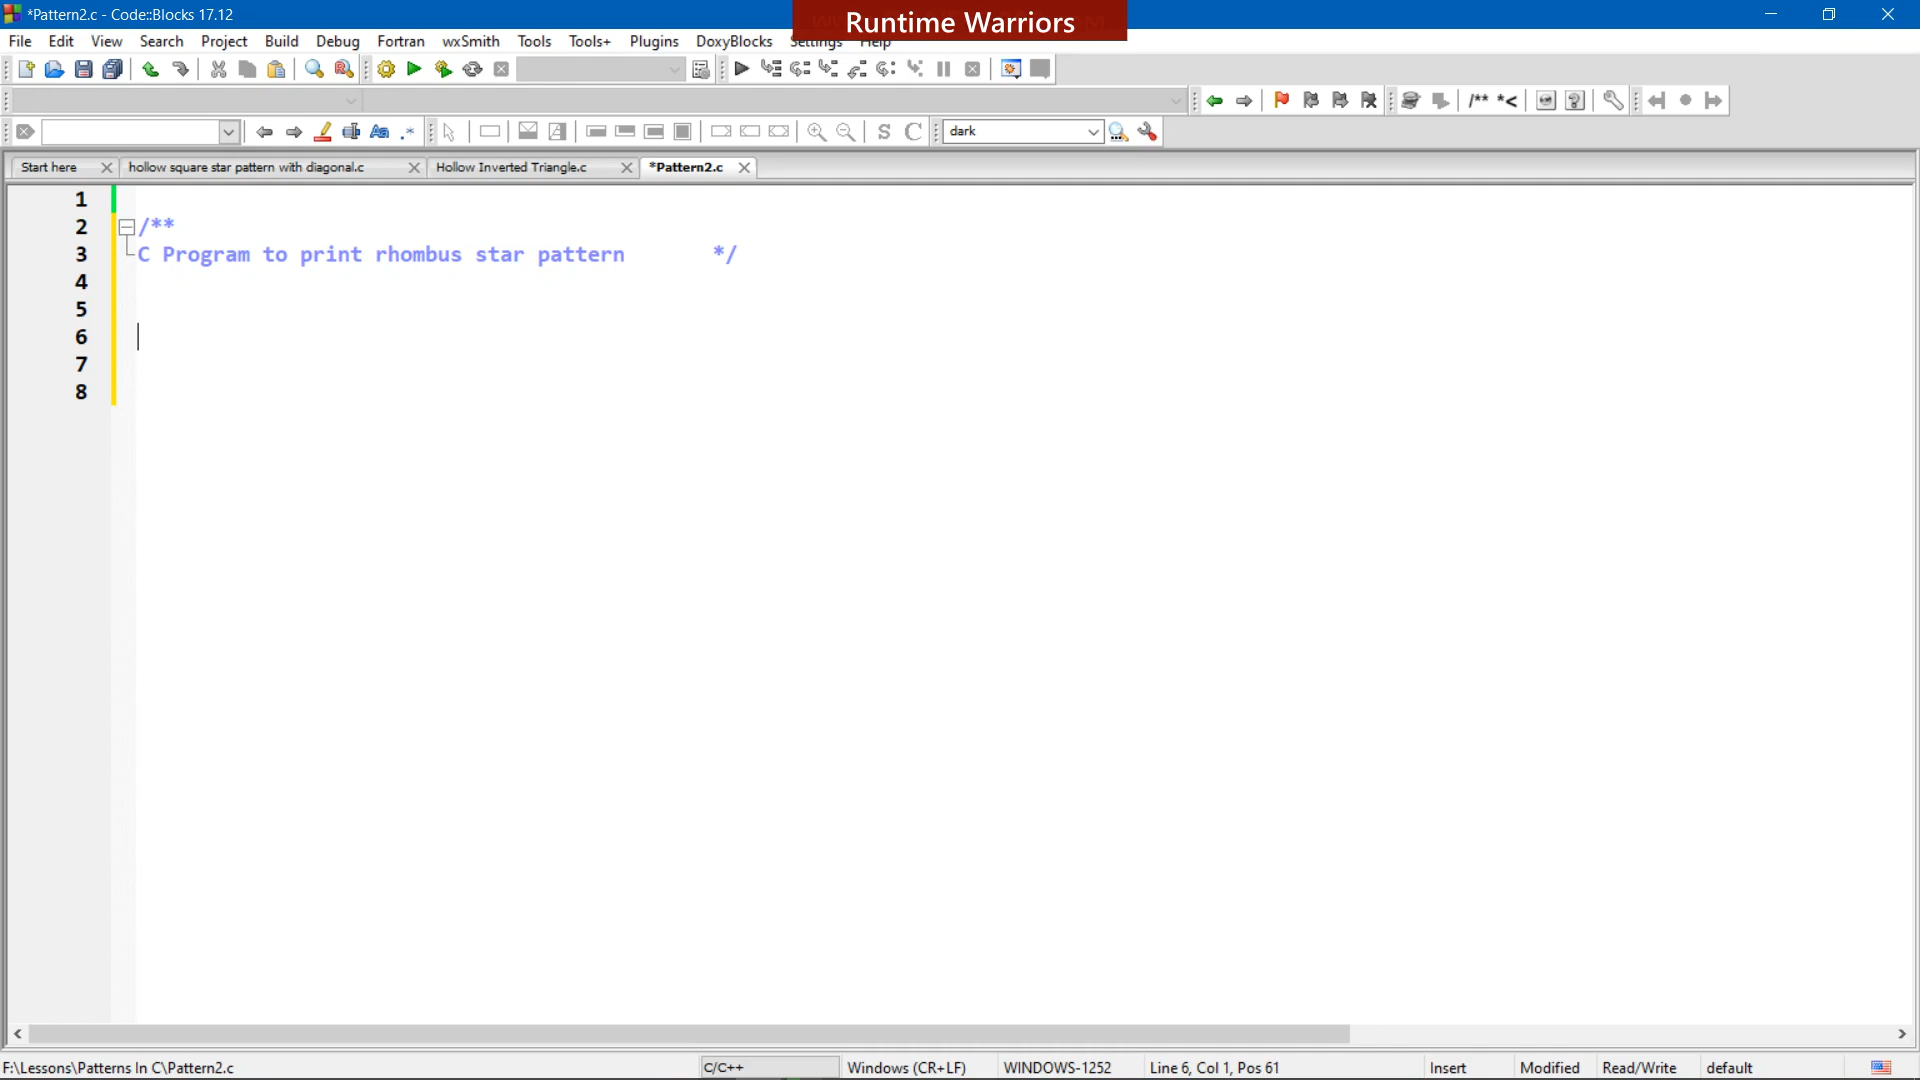 *Pattern2.c - Code::Blocks 17.12
Runtime Warriors
File Edit View Search Project Build Debug Fortran wxSmith Tools Tools+ Plugins DoxyBlocks Settings Help
/** *<
Aa .* S C dark
Start here hollow square star pattern with diagonal.c Hollow Inverted Triangle.c *Pattern2.c
1
2 /**
3 C Program to print rhombus star pattern */
4
5
6
7
8
F:\Lessons\Patterns In C\Pattern2.c C/C++ Windows (CR+LF) WINDOWS-1252 Line 6, Col 1, Pos 61 Insert Modified Read/Write default